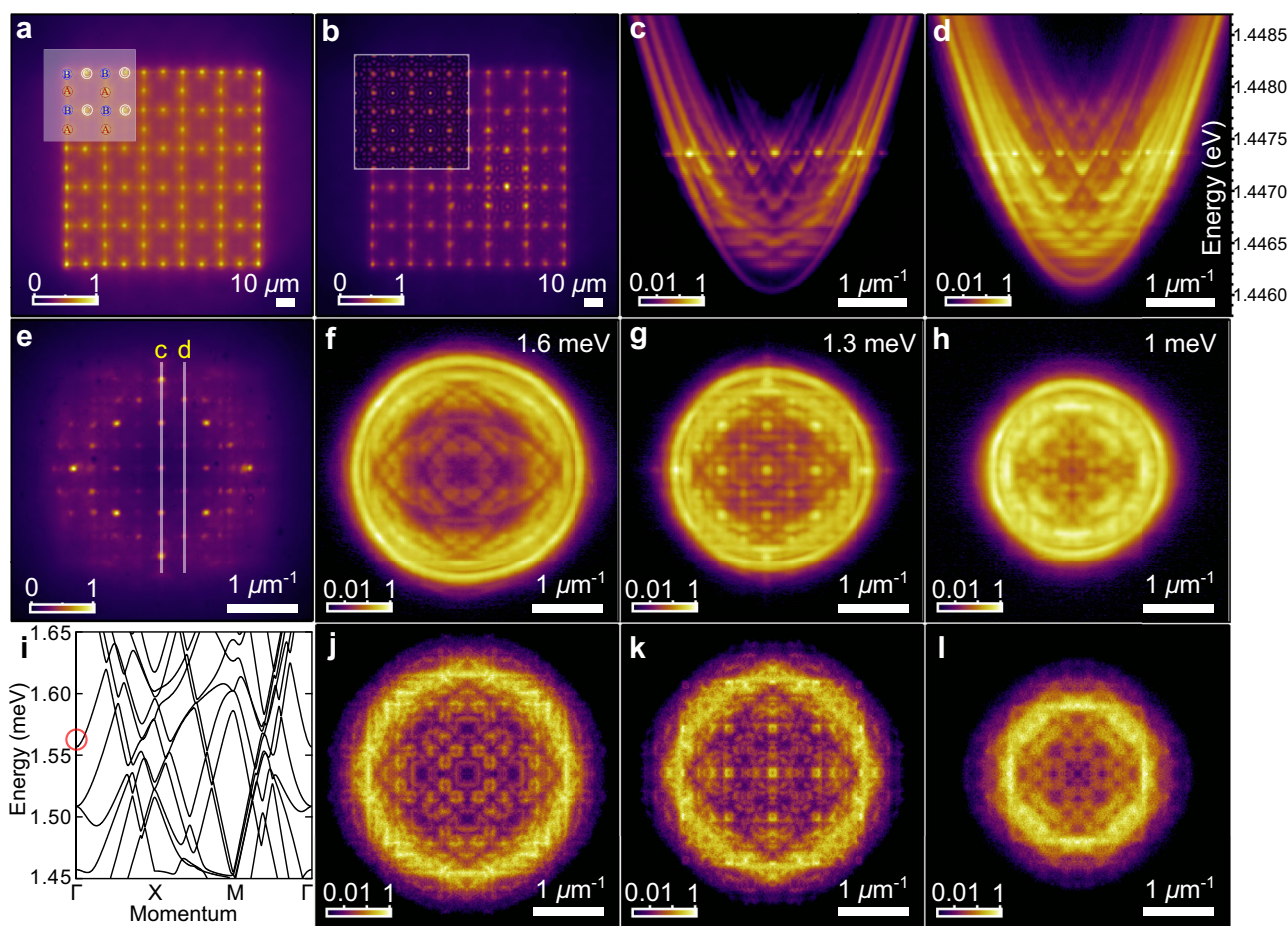 a
B C B C
A A
B C B C
A A
0 1
10 µm
b
0 1
10 µm
c
0.01 1
1 µm⁻¹
d
0.01 1
1 µm⁻¹
1.4485
1.4480
1.4475
1.4470
1.4465
1.4460
Energy (eV)
e
c d
0 1
1 µm⁻¹
f
1.6 meV
0.01 1
1 µm⁻¹
g
1.3 meV
0.01 1
1 µm⁻¹
h
1 meV
0.01 1
1 µm⁻¹
i
1.65
1.60
1.55
1.50
1.45
Energy (meV)
Γ X M Γ
Momentum
j
0.01 1
1 µm⁻¹
k
0.01 1
1 µm⁻¹
l
0.01 1
1 µm⁻¹